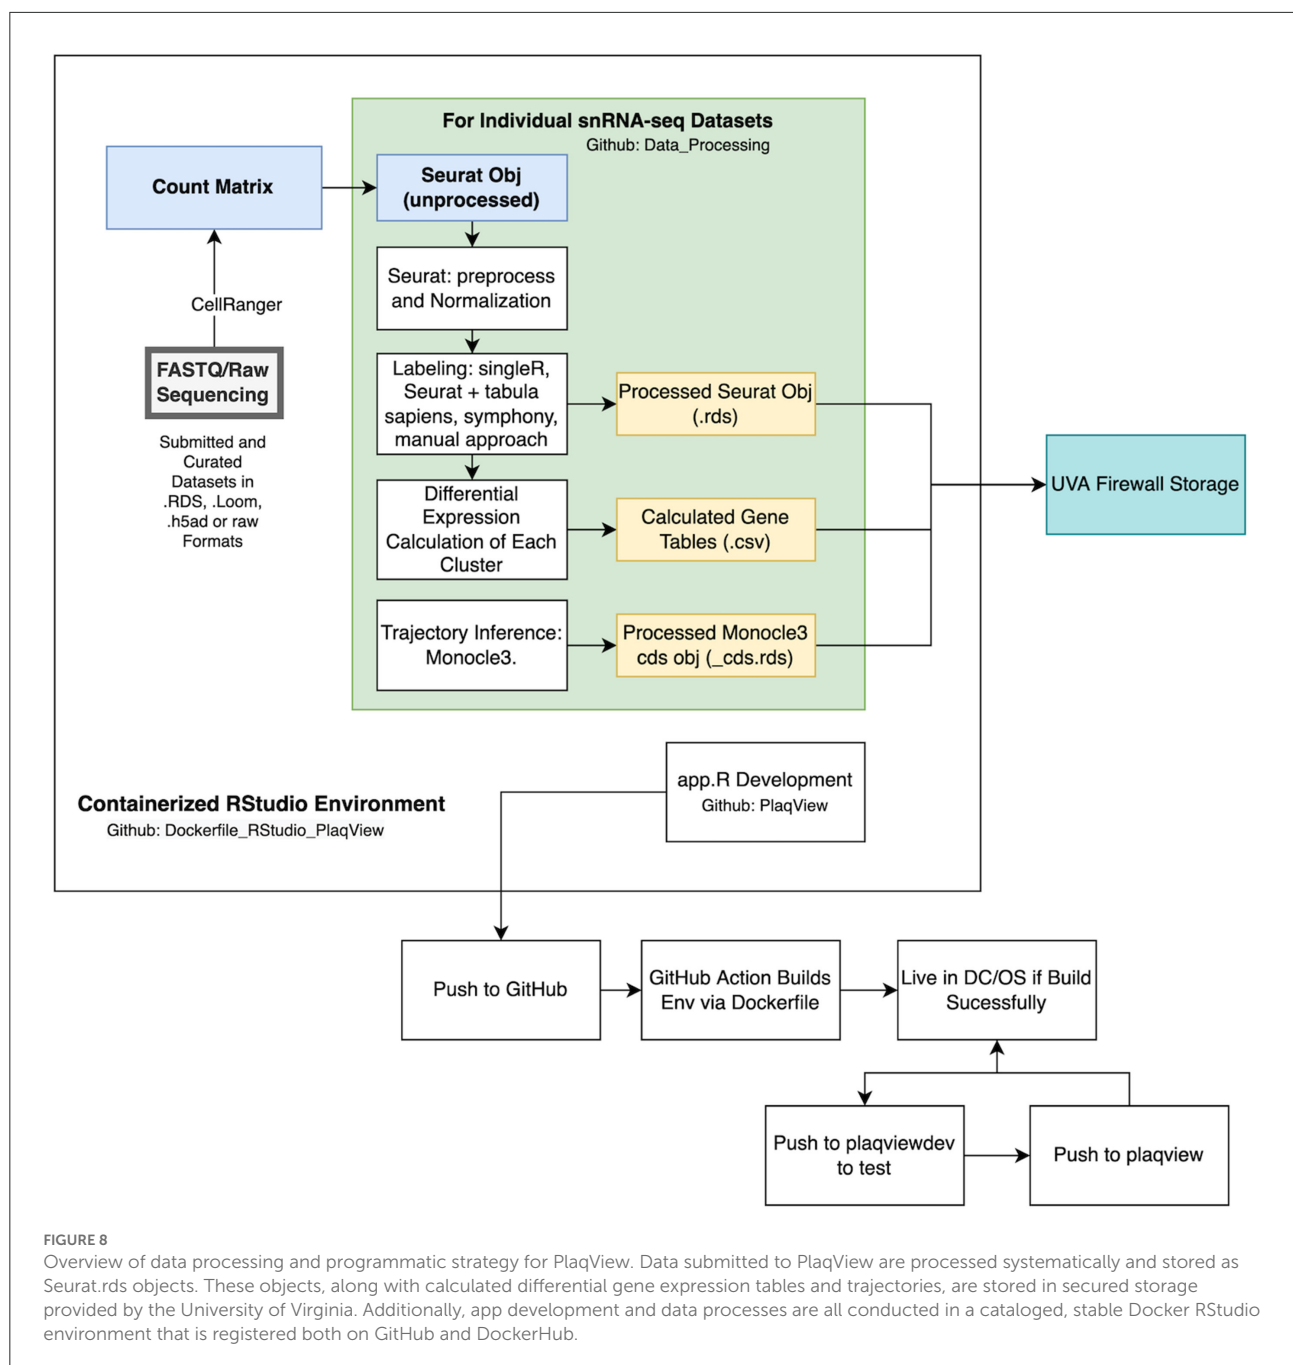 For Individual snRNA-seq Datasets
Github: Data_Processing
Count Matrix
Seurat Obj
(unprocessed)
Seurat: preprocess
and Normalization
CellRanger
FASTQ/Raw
Sequencing
Submitted and
Curated
Datasets in
.RDS, .Loom,
.h5ad or raw
Formats
Labeling: singleR,
Seurat + tabula
sapiens, symphony,
manual approach
Processed Seurat Obj
(.rds)
UVA Firewall Storage
Differential
Expression
Calculation of Each
Cluster
Calculated Gene
Tables (.csv)
Trajectory Inference:
Monocle3.
Processed Monocle3
cds obj (_cds.rds)
app.R Development
Github: PlaqView
Containerized RStudio Environment
Github: Dockerfile_RStudio_PlaqView
Push to GitHub
GitHub Action Builds
Env via Dockerfile
Live in DC/OS if Build
Sucessfully
Push to plaqviewdev
to test
Push to plaqview
FIGURE 8
Overview of data processing and programmatic strategy for PlaqView. Data submitted to PlaqView are processed systematically and stored as
Seurat.rds objects. These objects, along with calculated differential gene expression tables and trajectories, are stored in secured storage
provided by the University of Virginia. Additionally, app development and data processes are all conducted in a cataloged, stable Docker RStudio
environment that is registered both on GitHub and DockerHub.